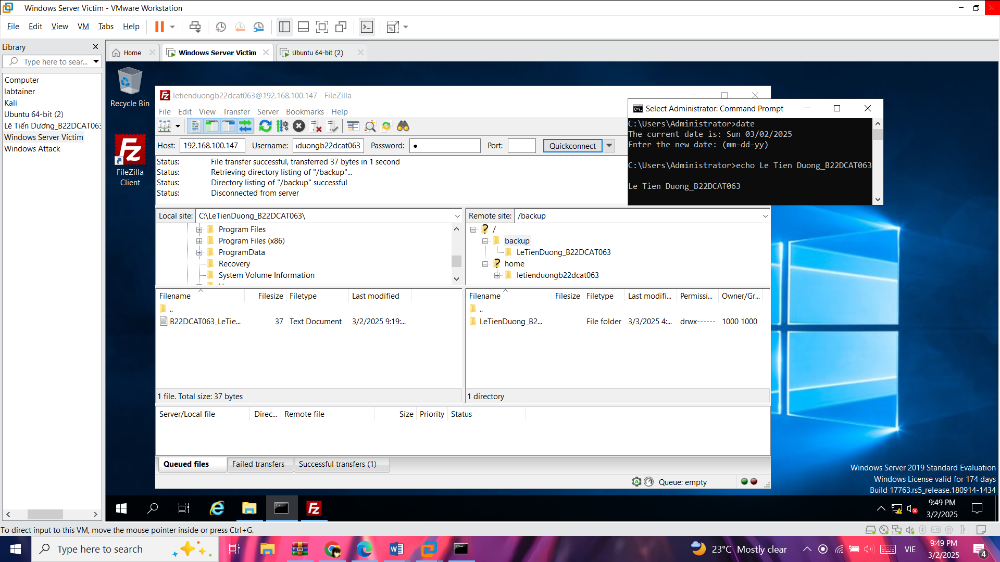 Windows Server Victim - VMware Workstation
File Edit View VM Tabs Help
Library
Type here to sear...
Computer
labtainer
Kali
Ubuntu 64-bit (2)
Lê Tiến Dương_B22DCAT063
Windows Server Victim
Windows Attack
Home
Windows Server Victim
Ubuntu 64-bit (2)
Recycle Bin
FileZilla
Client
letienduongb22dcat063@192.168.100.147 - FileZilla
File Edit View Transfer Server Bookmarks Help
Host: 192.168.100.147 Username: duongb22dcat063 Password: ● Port: Quickconnect
Status: File transfer successful, transferred 37 bytes in 1 second
Status: Retrieving directory listing of "/backup"...
Status: Directory listing of "/backup" successful
Status: Disconnected from server
Select Administrator: Command Prompt
C:\Users\Administrator>date
The current date is: Sun 03/02/2025
Enter the new date: (mm-dd-yy)
C:\Users\Administrator>echo Le Tien Duong_B22DCAT063
Le Tien Duong_B22DCAT063
Local site: C:\LeTienDuong_B22DCAT063\
Program Files
Program Files (x86)
ProgramData
Recovery
System Volume Information
Filename Filesize Filetype Last modified
..
B22DCAT063_LeTie... 37 Text Document 3/2/2025 9:19:...
1 file. Total size: 37 bytes
Remote site: /backup
/
backup
LeTienDuong_B22DCAT063
home
letienduongb22dcat063
Filename Filesize Filetype Last modifi... Permissi... Owner/Gr...
..
LeTienDuong_B2... File folder 3/3/2025 4:... drwx------ 1000 1000
1 directory
Server/Local file Direc... Remote file Size Priority Status
Queued files Failed transfers Successful transfers (1)
Queue: empty
Windows Server 2019 Standard Evaluation
Windows License valid for 174 days
Build 17763.rs5_release.180914-1434
9:49 PM
3/2/2025
To direct input to this VM, move the mouse pointer inside or press Ctrl+G.
Type here to search
23°C Mostly clear
VIE
9:49 PM
3/2/2025
4